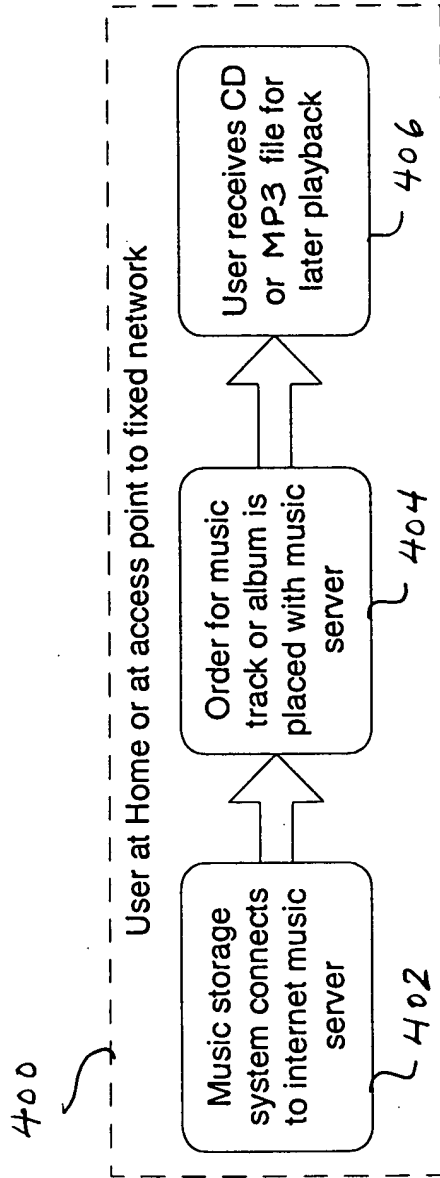 400
User at Home or at access point to fixed network
Music storage
system connects
to internet music
server
402
Order for music
track or album is
placed with music
server
404
User receives CD
or MP3 file for
later playback
406